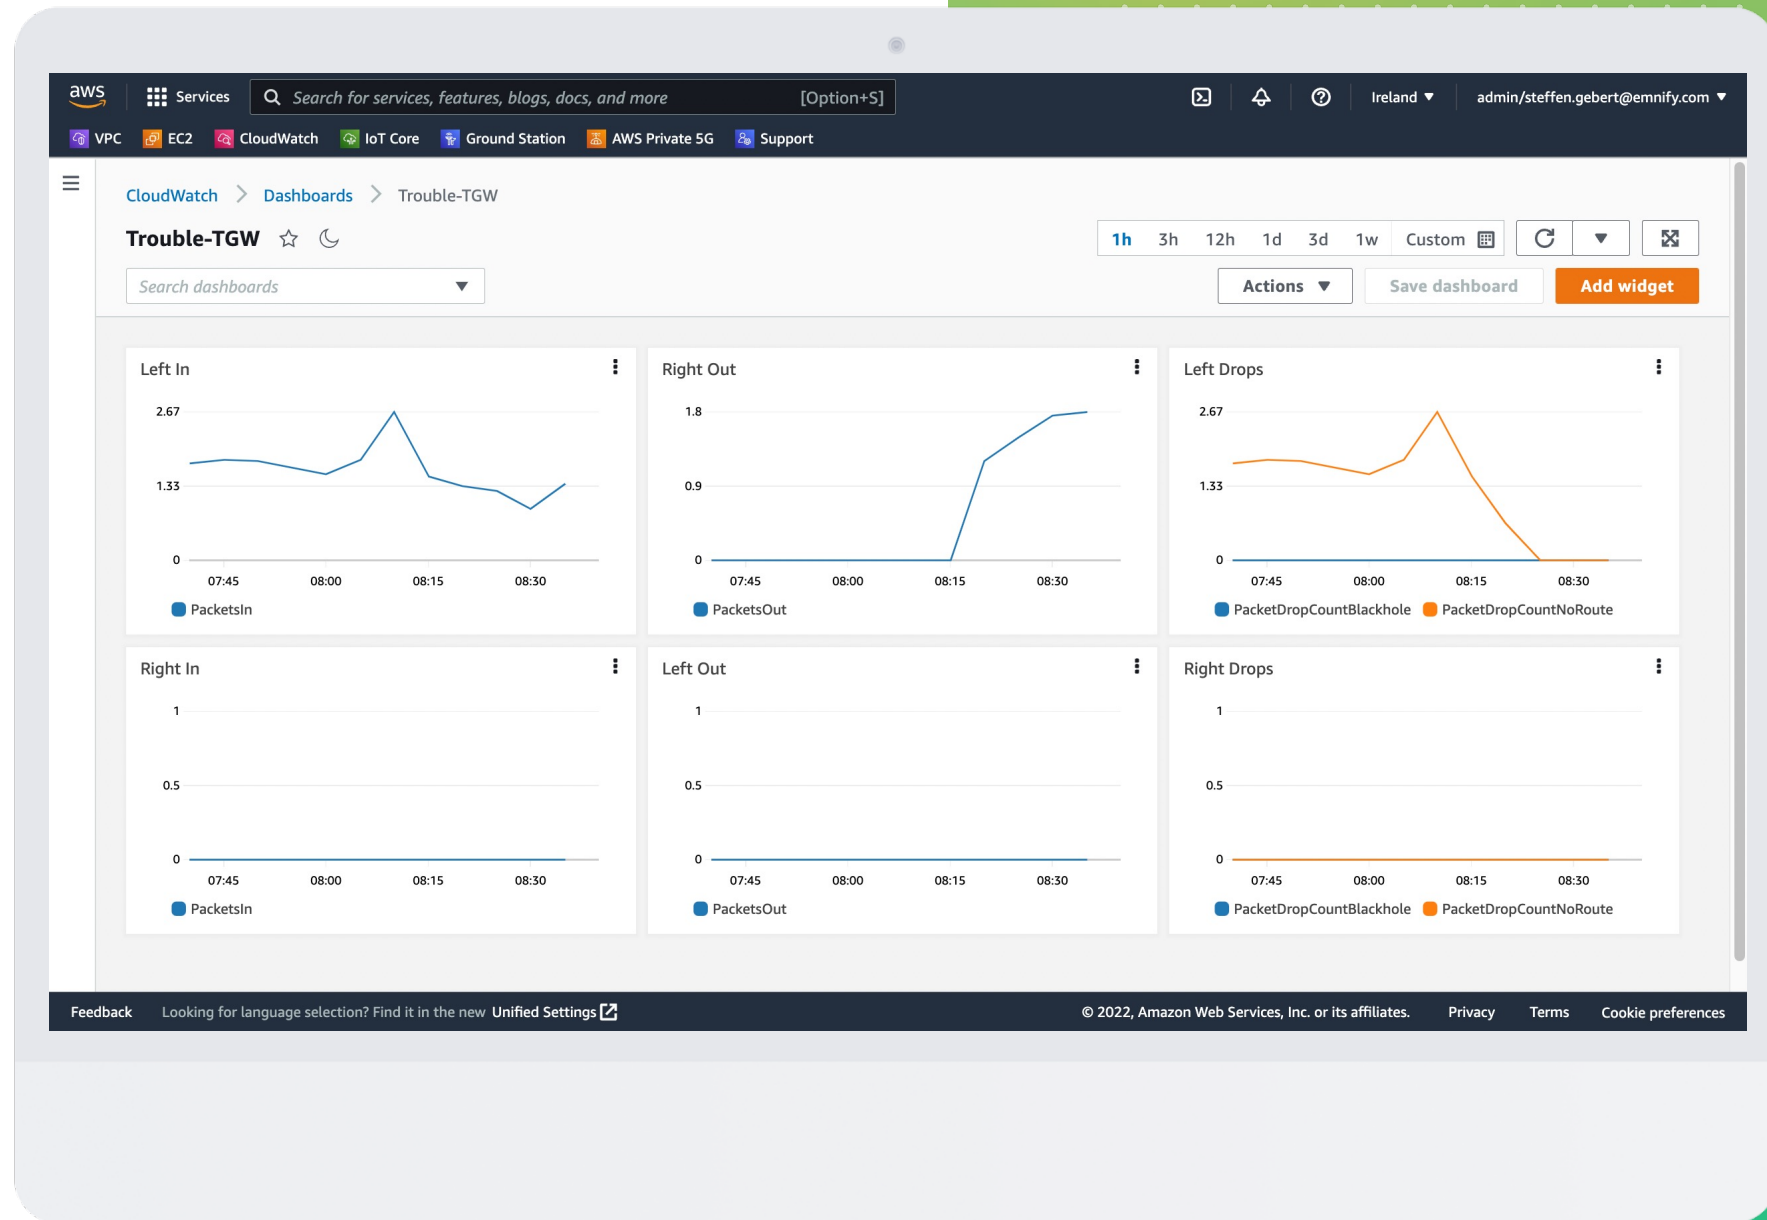 aws Services Search for services, features, blogs, docs, and more [Option+S] Ireland admin/steffen.gebert@emnify.com
VPC EC2 CloudWatch IoT Core Ground Station AWS Private 5G Support
CloudWatch Dashboards Trouble-TGW
Trouble-TGW 1h 3h 12h 1d 3d 1w Custom
Search dashboards Actions Save dashboard Add widget
Left In
2.67
1.33
0
07:45 08:00 08:15 08:30
PacketsIn
Right Out
1.8
0.9
0
07:45 08:00 08:15 08:30
PacketsOut
Left Drops
2.67
1.33
0
07:45 08:00 08:15 08:30
PacketDropCountBlackhole PacketDropCountNoRoute
Right In
1
0.5
0
07:45 08:00 08:15 08:30
PacketsIn
Left Out
1
0.5
0
07:45 08:00 08:15 08:30
PacketsOut
Right Drops
1
0.5
0
07:45 08:00 08:15 08:30
PacketDropCountBlackhole PacketDropCountNoRoute
Feedback Looking for language selection? Find it in the new Unified Settings © 2022, Amazon Web Services, Inc. or its affiliates. Privacy Terms Cookie preferences